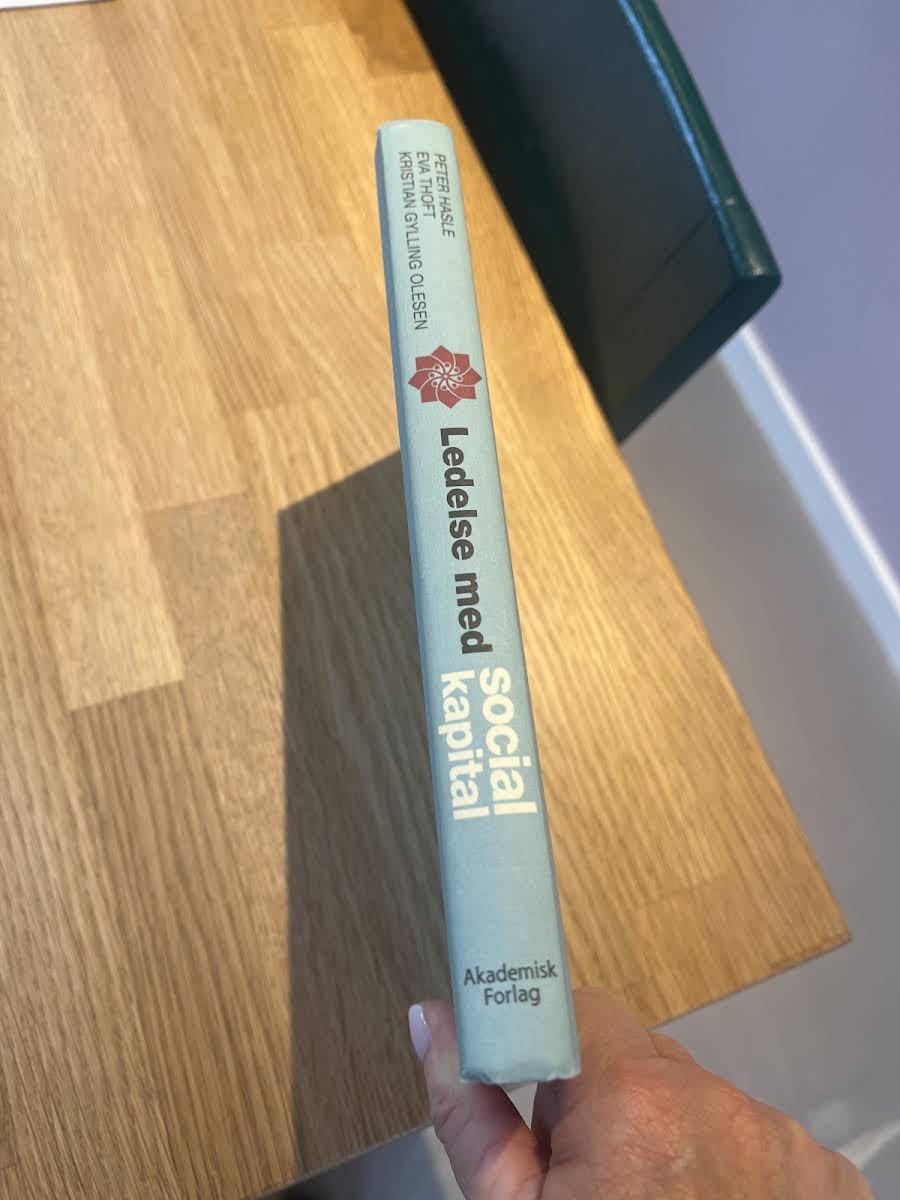 PETER HASLE
EVA THOFT
KRISTIAN GYLLING OLESEN
Ledelse med
social
kapital
Akademisk
Forlag